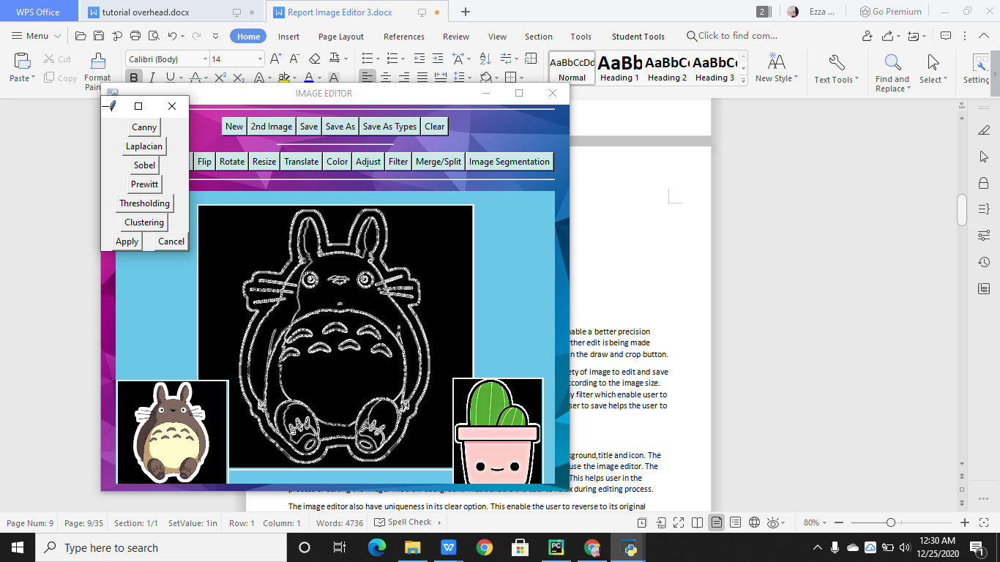 WPS Office
tutorial overhead.docx
Report Image Editor 3.docx
2
Ezza ...
Go Premium
Menu
Home
Insert
Page Layout
References
Review
View
Section
Tools
Student Tools
Click to find com...
Paste
Cut
Copy
Format
Calibri (Body)
14
AaBbCcDd
Normal
AaBb
Heading 1
AaBbC
Heading 2
AaBbC
Heading 3
New Style
Text Tools
Find and
Replace
Select
Setting
IMAGE EDITOR
New
2nd Image
Save
Save As
Save As Types
Clear
Flip
Rotate
Resize
Translate
Color
Adjust
Filter
Merge/Split
Image Segmentation
Canny
Laplacian
Sobel
Prewitt
Thresholding
Clustering
Apply
Cancel
nable a better precision
rther edit is being made
n the draw and crop button.
ety of image to edit and save
ccording to the image size.
y filter which enable user to
ser to save helps the user to
kground,title and icon. The
use the image editor. The
This helps user in the
during editing process.
The image editor also have uniqueness in its clear option. This enable the user to reverse to its original
Page Num: 9
Page: 9/35
Section: 1/1
SetValue: 1in
Row: 1
Column: 1
Words: 4736
Spell Check
80%
Type here to search
12:30 AM
12/25/2020
1